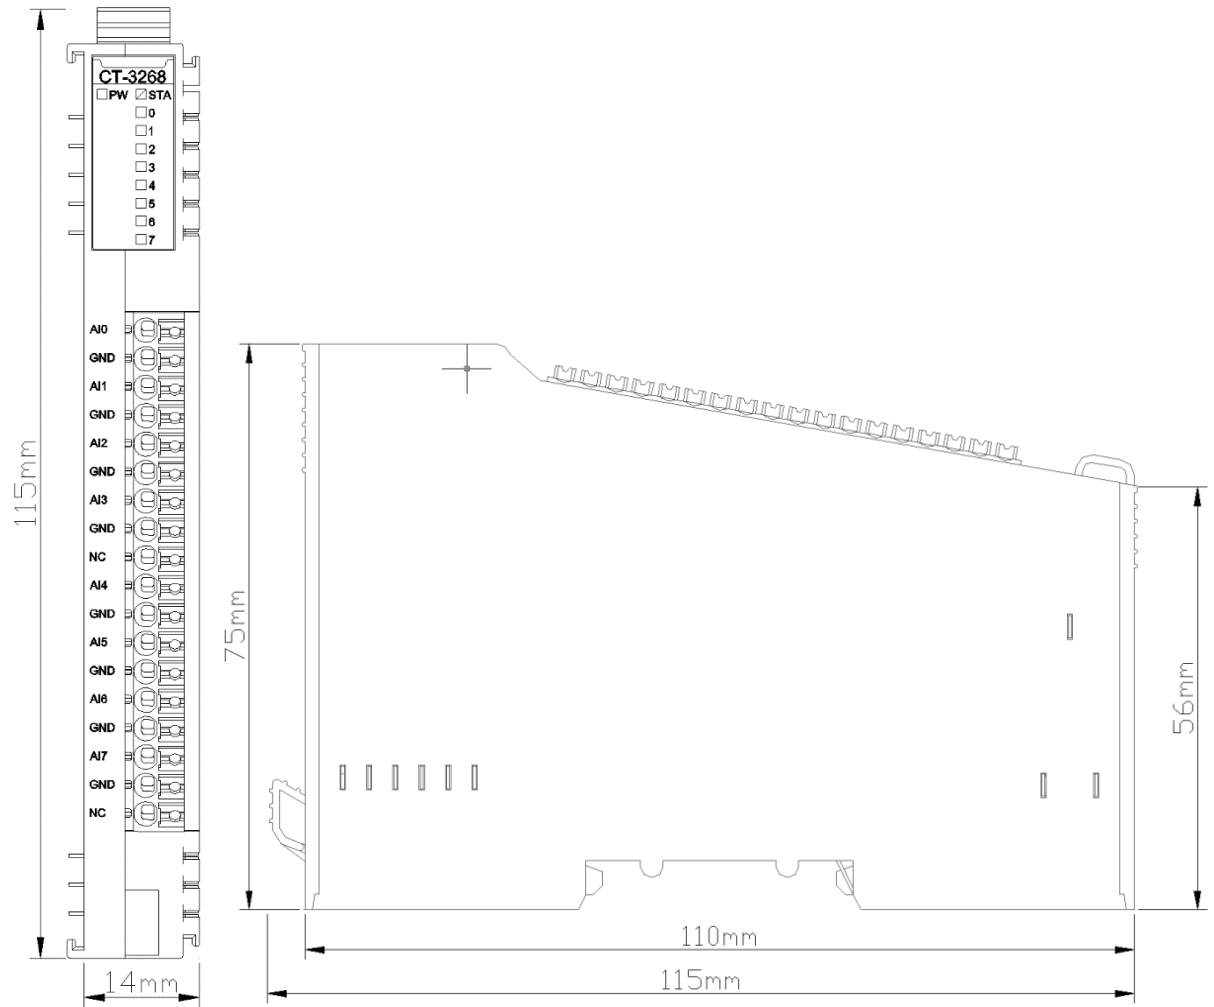 CT-3268
PW STA
0
1
2
3
4
5
6
7
AI0
GND
AI1
GND
AI2
GND
AI3
GND
NC
AI4
GND
AI5
GND
AI6
GND
AI7
GND
NC
115mm
14mm
75mm
56mm
110mm
115mm